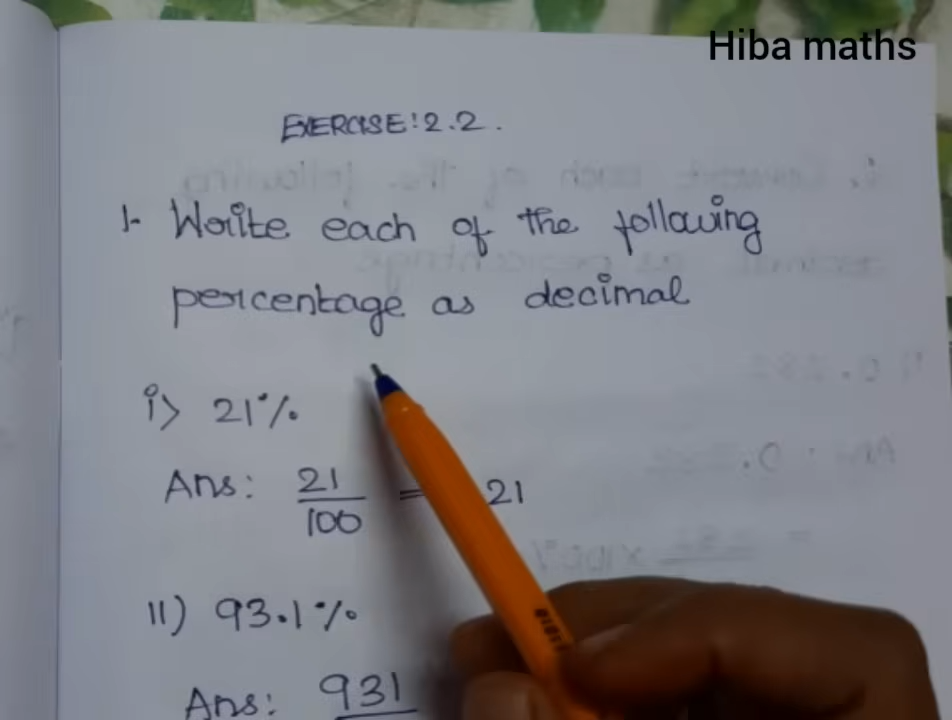 Hiba maths
EXERCISE: 2.2.
1. Write each of the following
percentage as decimal
i) 21%
Ans: 21/100 = 21
II) 93.1%
Ans: 931